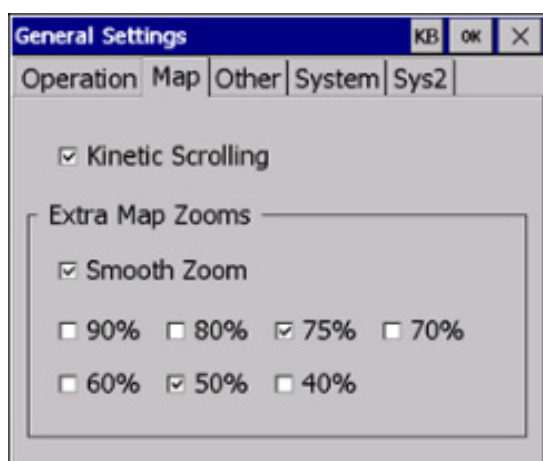 General Settings KB OK ×
Operation Map Other System Sys2
Kinetic Scrolling
Extra Map Zooms
Smooth Zoom
90% 80% 75% 70%
60% 50% 40%